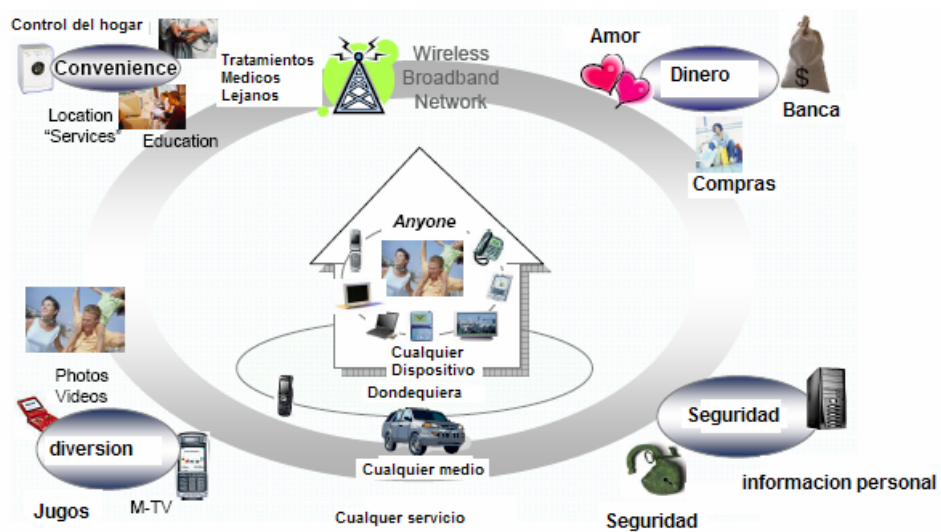 Control del hogar
Convenience
Location
“Services”
Education
Tratamientos
Medicos
Lejanos
Wireless
Broadband
Network
Amor
Dinero
$
Banca
Compras
Anyone
Cualquier
Dispositivo
Dondequiera
Photos
Videos
diversion
Jugos
M-TV
Cualquier medio
Cualquer servicio
Seguridad
Seguridad
informacion personal